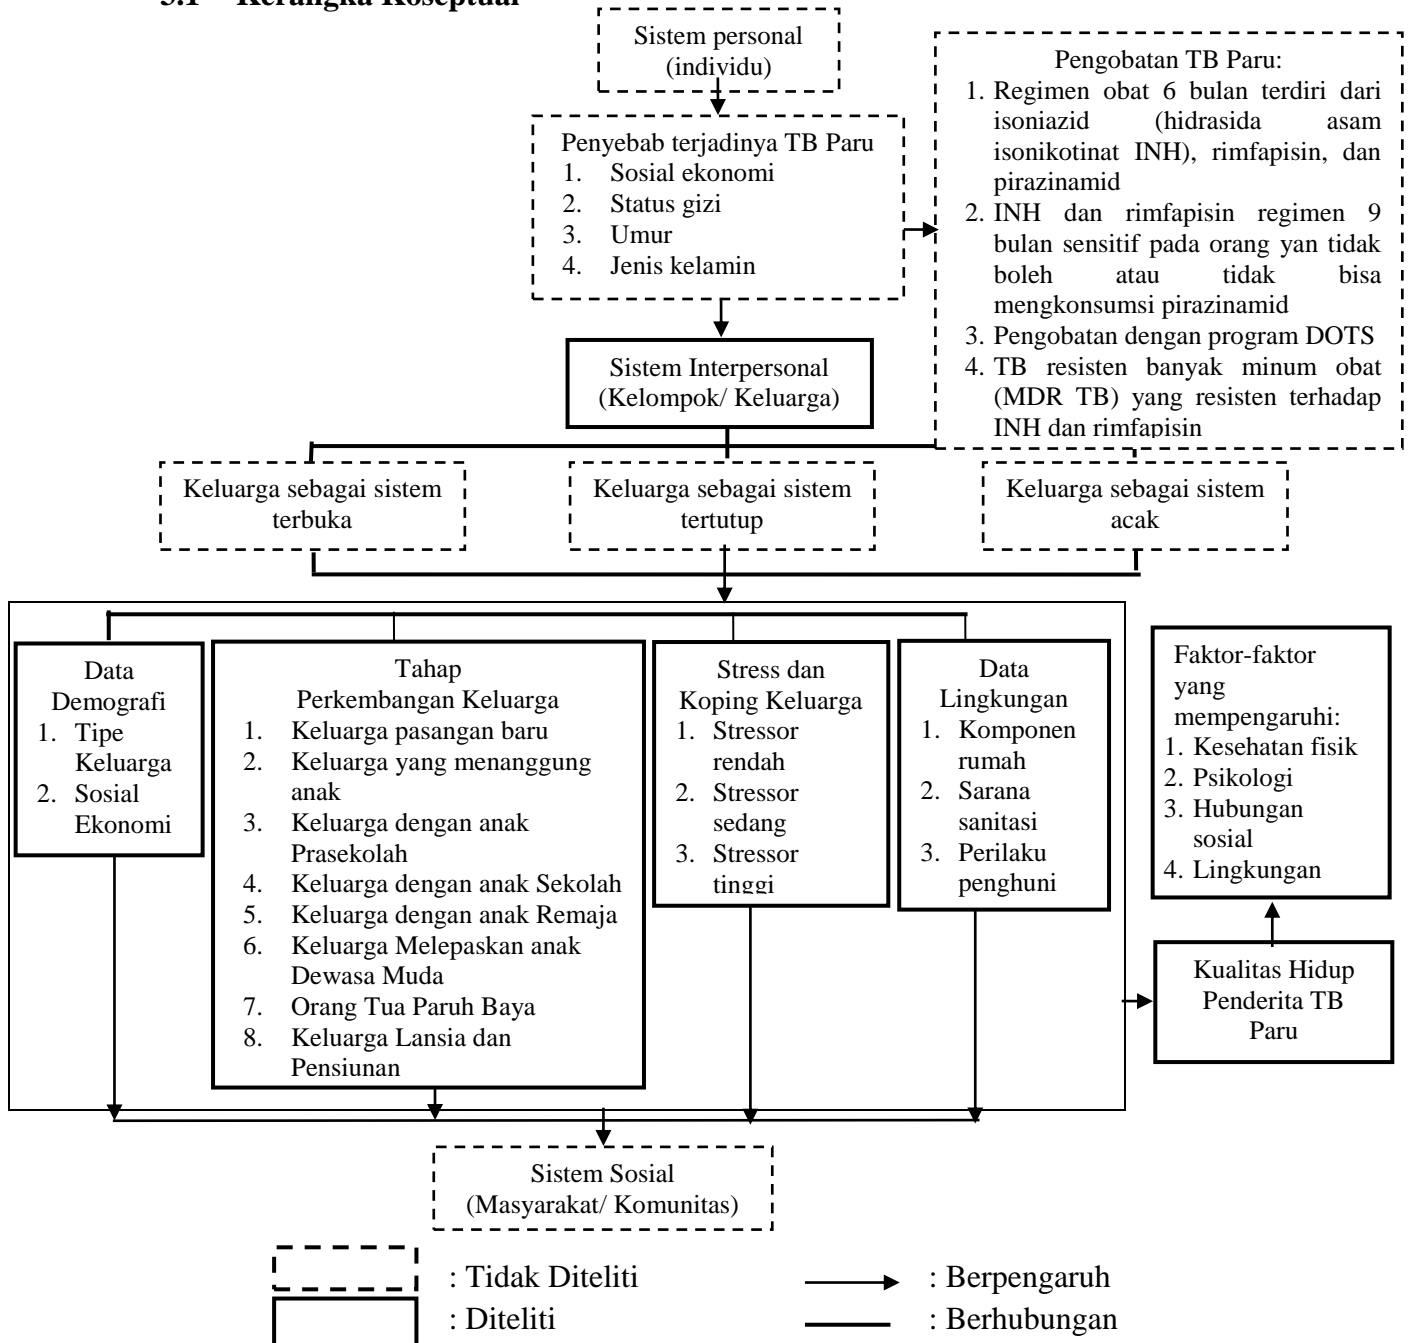 3.1 Kerangka Koseptual
Sistem personal
(individu)
Penyebab terjadinya TB Paru
1. Sosial ekonomi
2. Status gizi
3. Umur
4. Jenis kelamin
Pengobatan TB Paru:
1. Regimen obat 6 bulan terdiri dari
isoniazid (hidrasida asam
isonikotinat INH), rimfapisin, dan
pirazinamid
2. INH dan rimfapisin regimen 9
bulan sensitif pada orang yan tidak
boleh atau tidak bisa
mengkonsumsi pirazinamid
3. Pengobatan dengan program DOTS
4. TB resisten banyak minum obat
(MDR TB) yang resisten terhadap
INH dan rimfapisin
Sistem Interpersonal
(Kelompok/ Keluarga)
Keluarga sebagai sistem
terbuka
Keluarga sebagai sistem
tertutup
Keluarga sebagai sistem
acak
Data
Demografi
1. Tipe
Keluarga
2. Sosial
Ekonomi
Tahap
Perkembangan Keluarga
1. Keluarga pasangan baru
2. Keluarga yang menanggung
anak
3. Keluarga dengan anak
Prasekolah
4. Keluarga dengan anak Sekolah
5. Keluarga dengan anak Remaja
6. Keluarga Melepaskan anak
Dewasa Muda
7. Orang Tua Paruh Baya
8. Keluarga Lansia dan
Pensiunan
Stress dan
Koping Keluarga
1. Stressor
rendah
2. Stressor
sedang
3. Stressor
tinggi
Data
Lingkungan
1. Komponen
rumah
2. Sarana
sanitasi
3. Perilaku
penghuni
Faktor-faktor
yang
mempengaruhi:
1. Kesehatan fisik
2. Psikologi
3. Hubungan
sosial
4. Lingkungan
Kualitas Hidup
Penderita TB
Paru
Sistem Sosial
(Masyarakat/ Komunitas)
: Tidak Diteliti
: Diteliti
: Berpengaruh
: Berhubungan